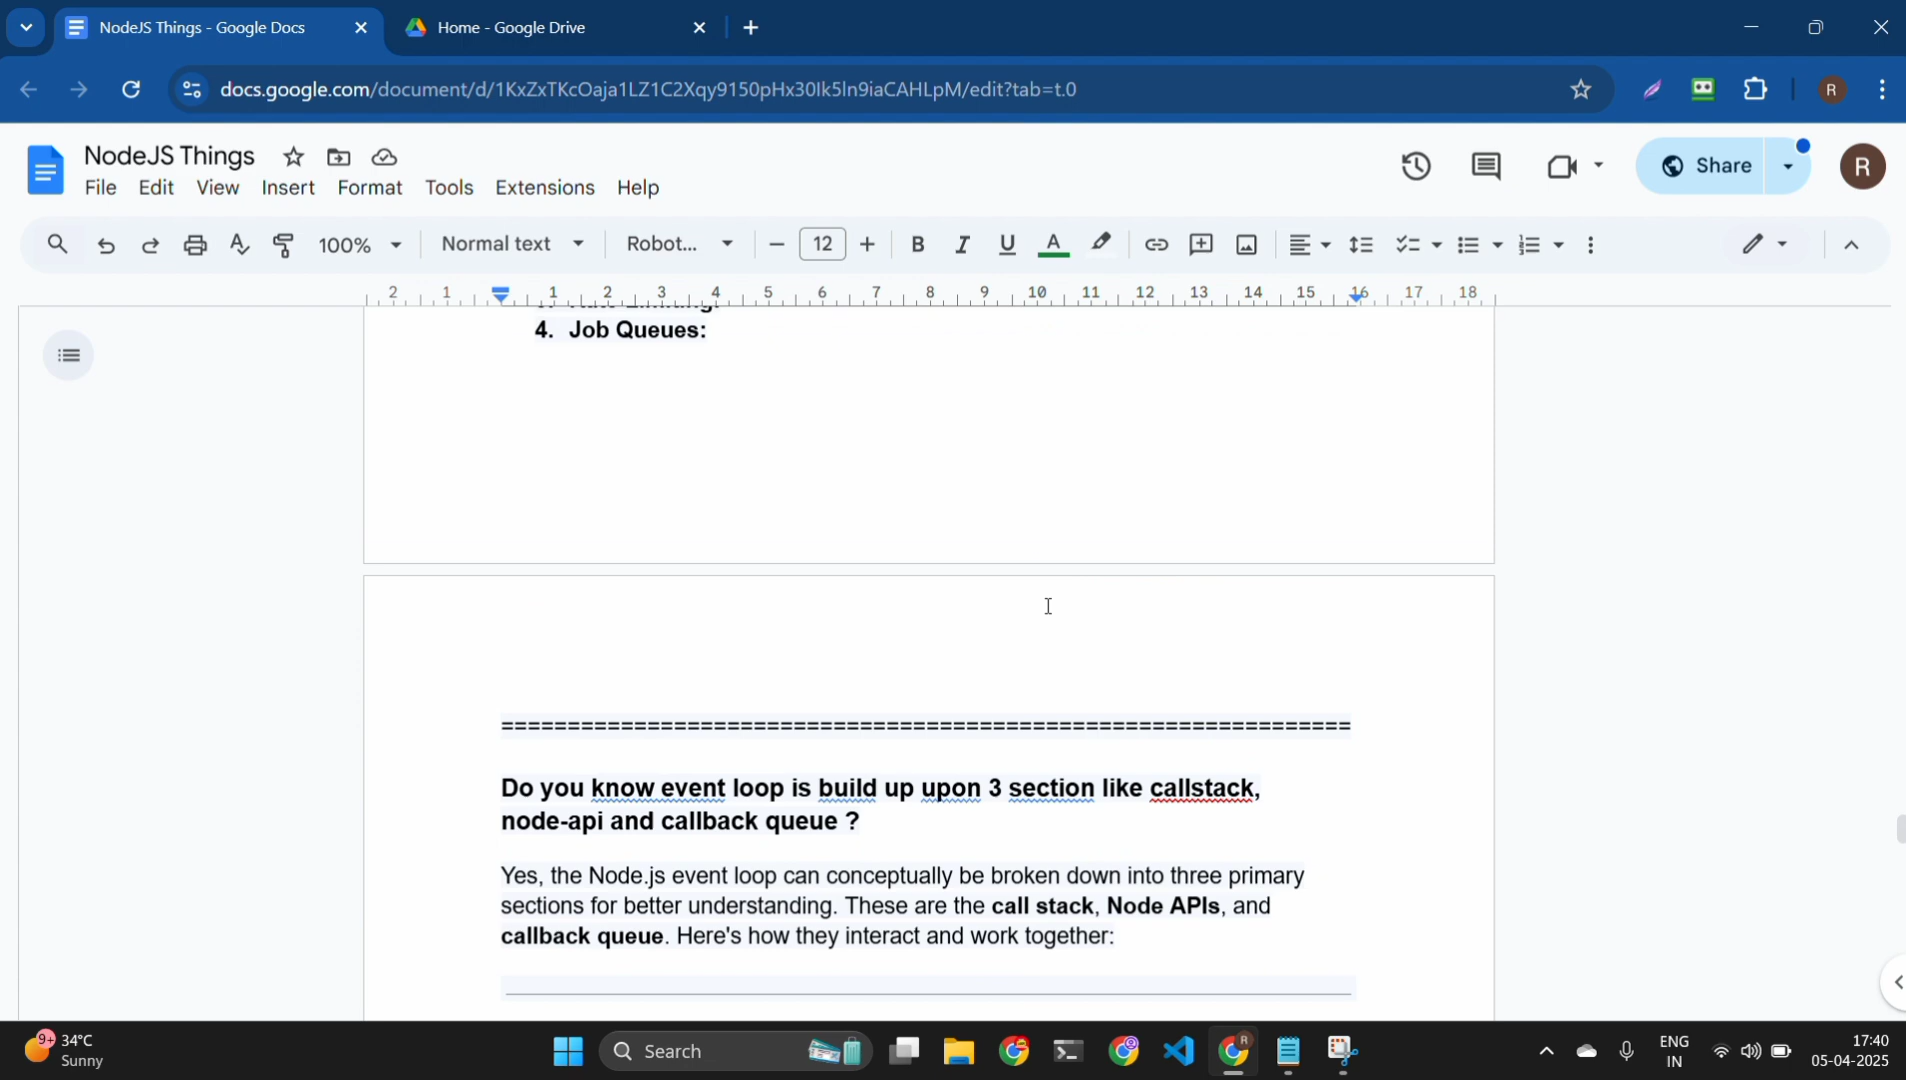 NodeJS Things - Google Docs
Home - Google Drive
docs.google.com/document/d/1KxZxTKcOaja1LZ1C2Xqy9150pHx30Ik5ln9iaCAHLpM/edit?tab=t.0
R
NodeJS Things
File Edit View Insert Format Tools Extensions Help
Share
R
100% Normal text Robot... 12 B I U A
2 1 1 2 3 4 5 6 7 8 9 10 11 12 13 14 15 16 17 18
4. Job Queues:
================================================================
Do you know event loop is build up upon 3 section like callstack,
node-api and callback queue ?
Yes, the Node.js event loop can conceptually be broken down into three primary
sections for better understanding. These are the call stack, Node APIs, and
callback queue. Here's how they interact and work together:
9+
34°C
Sunny
Search
R
ENG
IN
17:40
05-04-2025